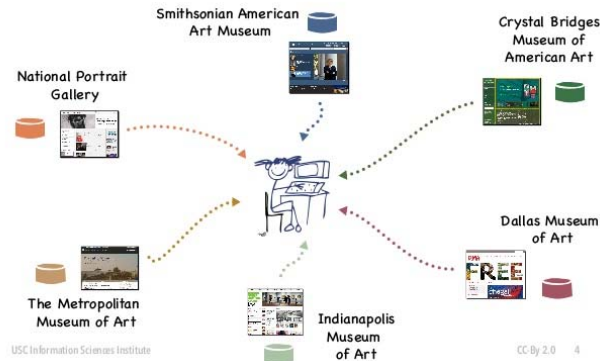 Smithsonian American
Art Museum
Crystal Bridges
Museum of
American Art
National Portrait
Gallery
Dallas Museum
of Art
FREE
The Metropolitan
Museum of Art
Indianapolis
Museum
of Art
USC Information Sciences Institute
CC-By 2.0 4